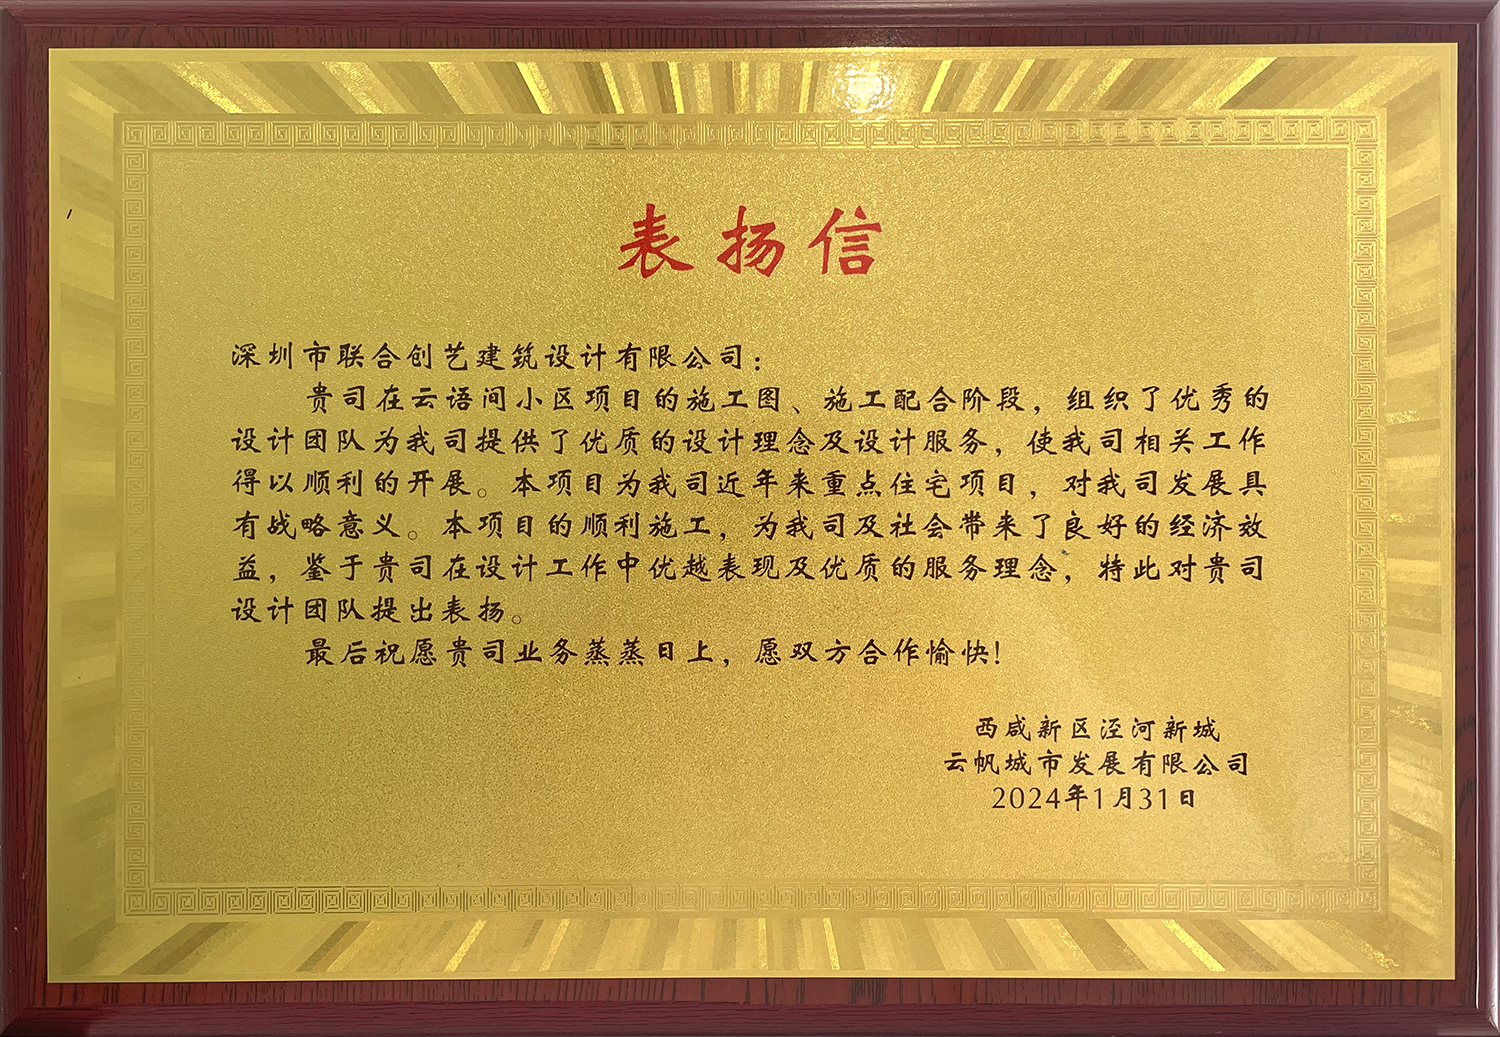 表扬信
深圳市联合创艺建筑设计有限公司：
贵司在云语间小区项目的施工图、施工配合阶段，组织了优秀的
设计团队为我司提供了优质的设计理念及设计服务，使我司相关工作
得以顺利的开展。本项目为我司近年来重点住宅项目，对我司发展具
有战略意义。本项目的顺利施工，为我司及社会带来了良好的经济效
益，鉴于贵司在设计工作中优越表现及优质的服务理念，特此对贵司
设计团队提出表扬。
最后祝愿贵司业务蒸蒸日上，愿双方合作愉快！
西咸新区泾河新城
云帆城市发展有限公司
2024年1月31日